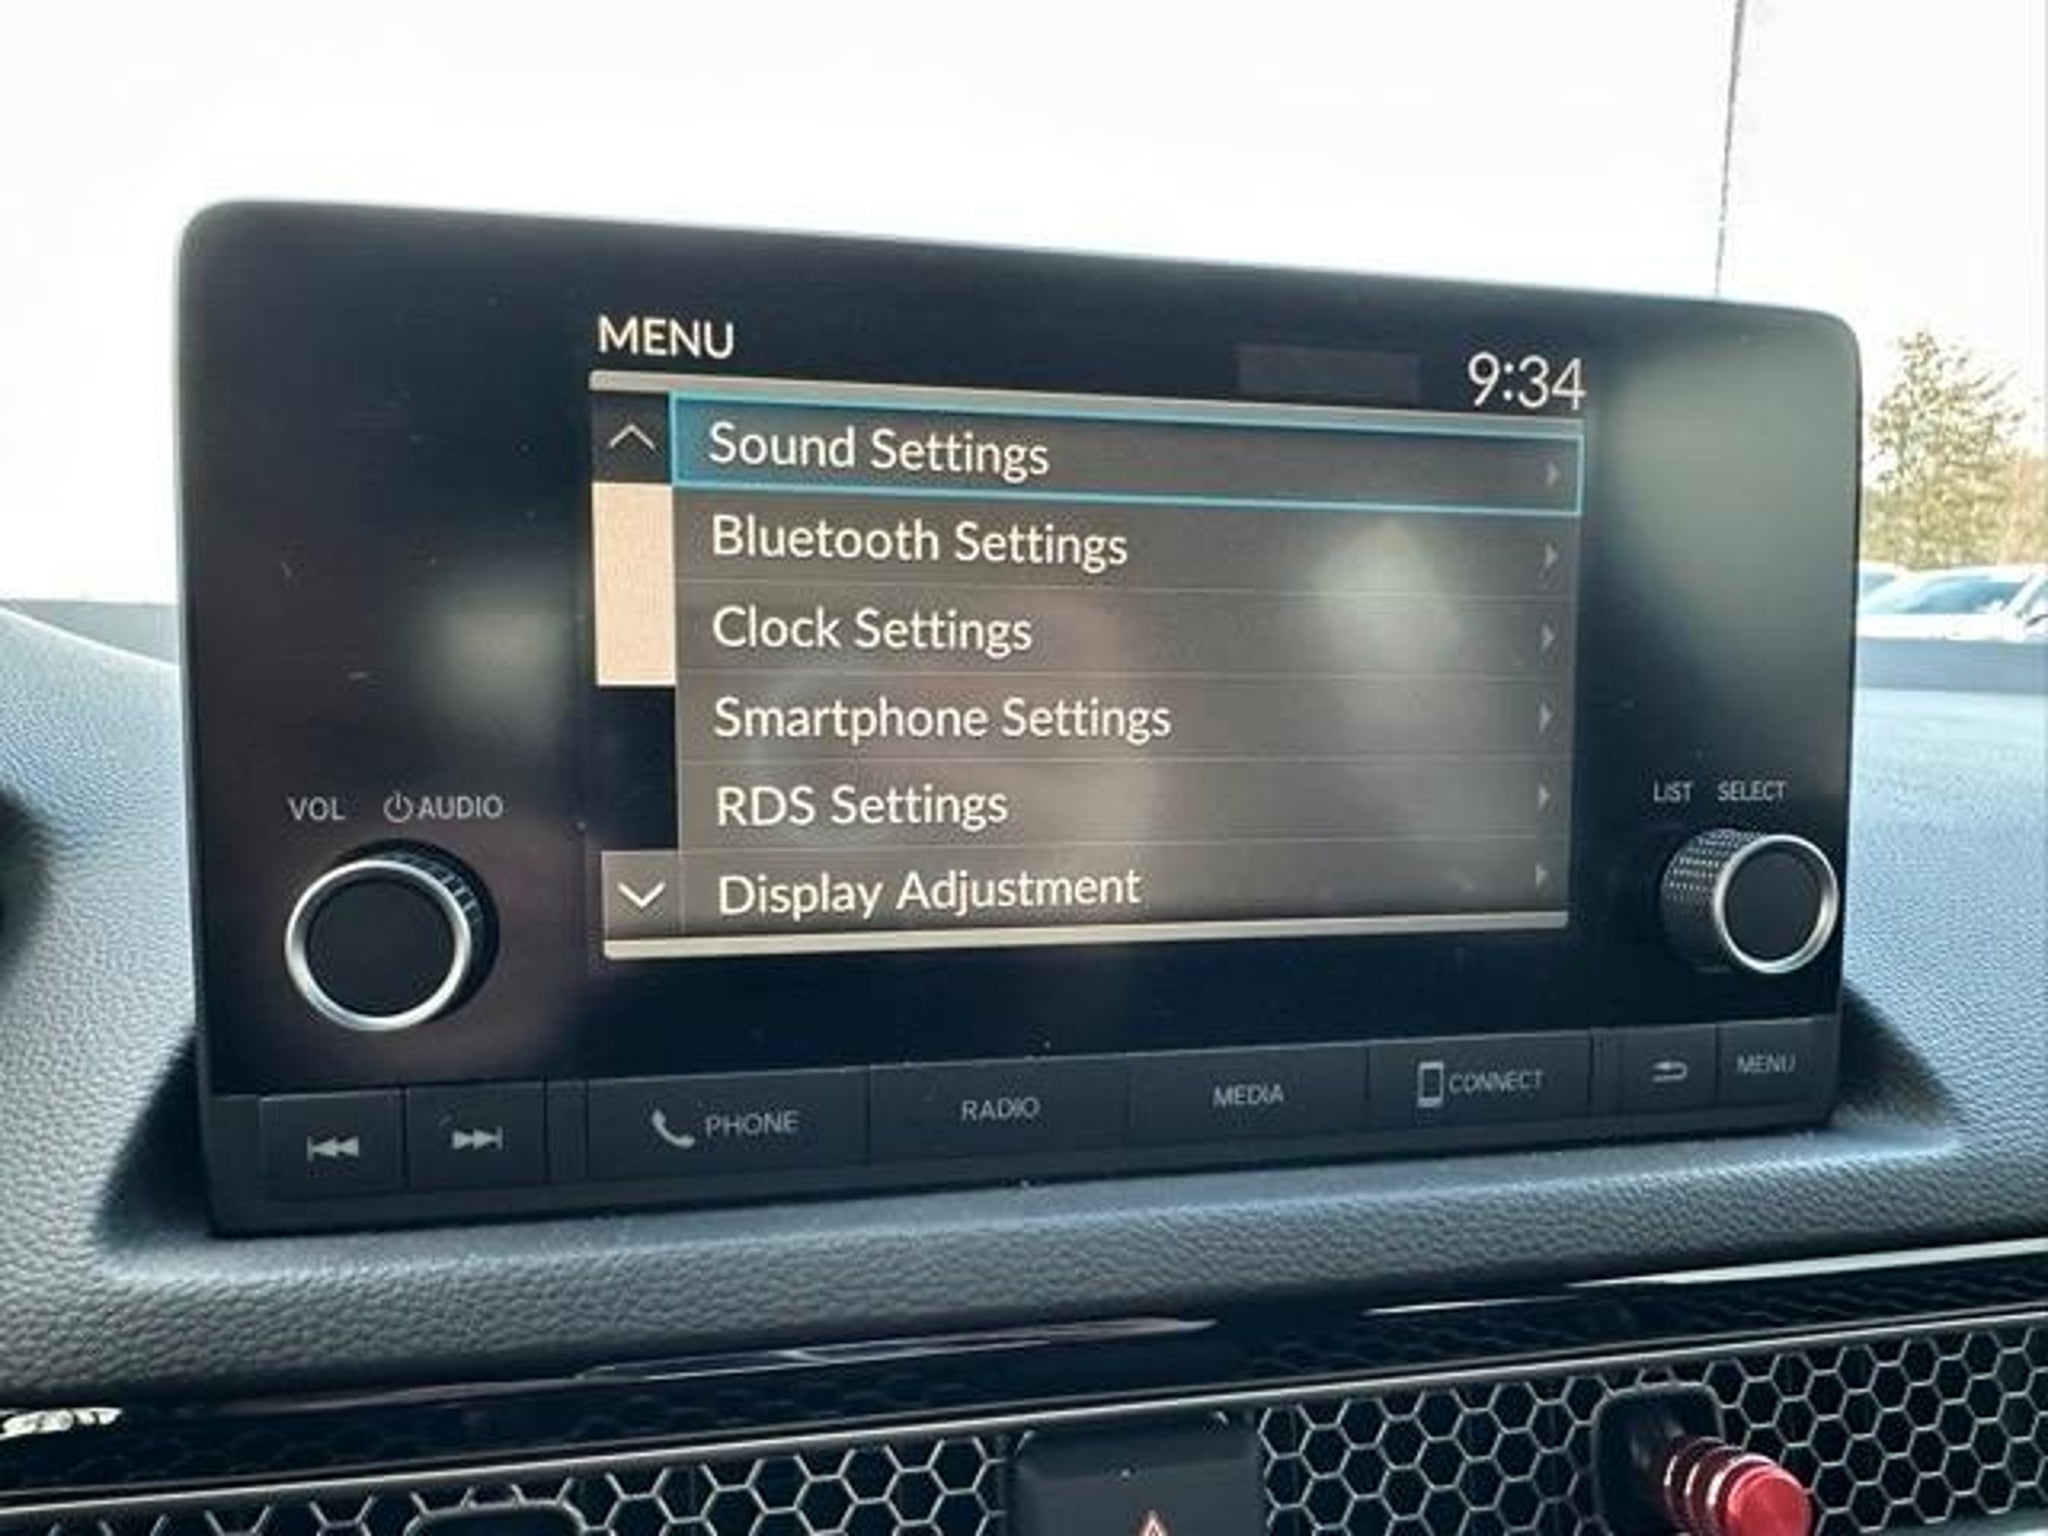 MENU
9:34
Sound Settings
Bluetooth Settings
Clock Settings
Smartphone Settings
RDS Settings
Display Adjustment
VOL AUDIO
LIST SELECT
PHONE
RADIO
MEDIA
CONNECT
MENU